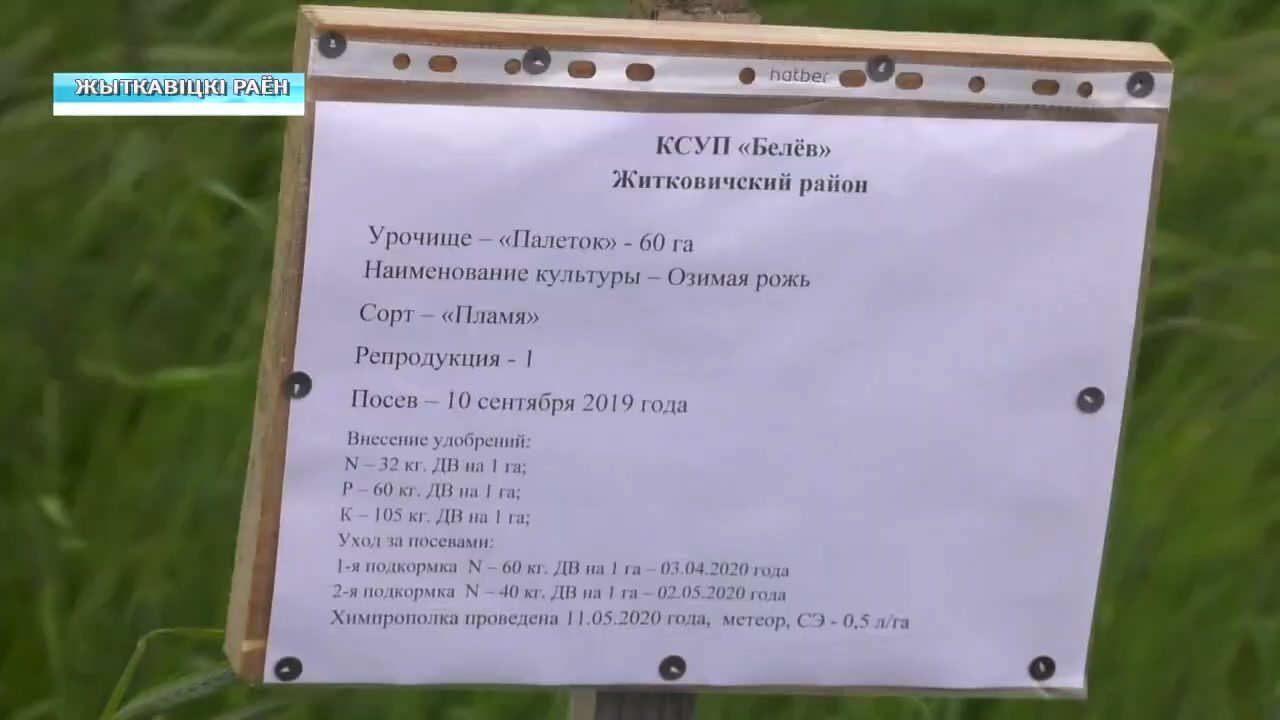 ЖЫТКАВІЦКІ РАЁН
hatber
КСУП «Белёв»
Житковичский район
Урочище – «Палеток» - 60 га
Наименование культуры – Озимая рожь
Сорт – «Пламя»
Репродукция - 1
Посев – 10 сентября 2019 года
Внесение удобрений:
N – 32 кг. ДВ на 1 га;
Р – 60 кг. ДВ на 1 га;
К – 105 кг. ДВ на 1 га;
Уход за посевами:
1-я подкормка N – 60 кг. ДВ на 1 га – 03.04.2020 года
2-я подкормка N – 40 кг. ДВ на 1 га – 02.05.2020 года
Химпрополка проведена 11.05.2020 года, метеор, СЭ - 0,5 л/га